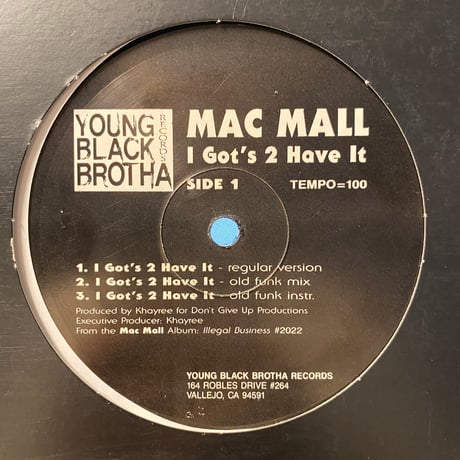 YOUNG
BLACK
BROTHA
RECORDS
MAC MALL
I Got's 2 Have It
SIDE 1 TEMPO=100
1. I Got's 2 Have It - regular version
2. I Got's 2 Have It - old funk mix
3. I Got's 2 Have It - old funk instr.
Produced by Khayree for Don't Give Up Productions
Executive Producer: Khayree
From the Mac Mall Album: Illegal Business #2022
YOUNG BLACK BROTHA RECORDS
164 ROBLES DRIVE #264
VALLEJO, CA 94591